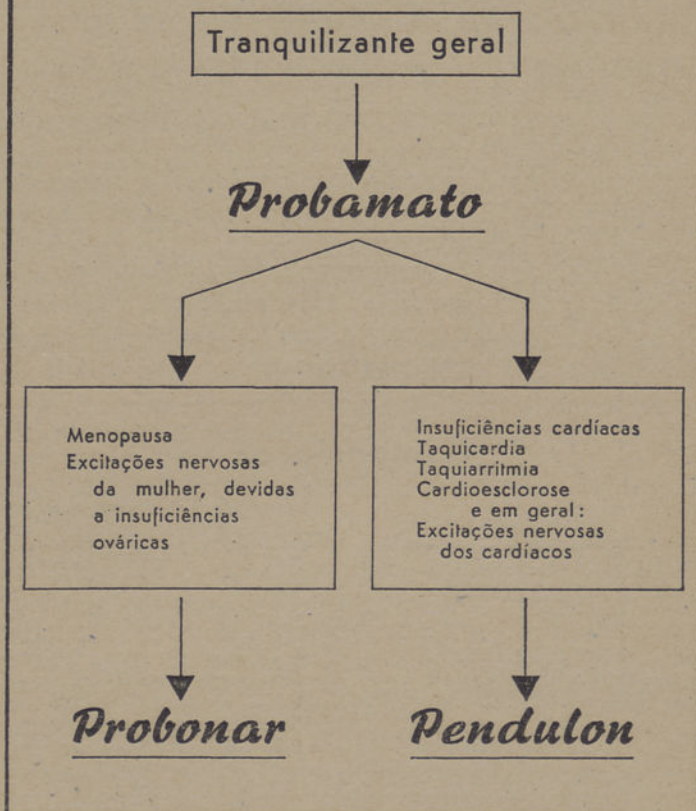 Tranquilizante geral
Probamato
Menopausa
Excitações nervosas
da mulher, devidas
a insuficiências
ováricas
Insuficiências cardíacas
Taquicardia
Taquiarritmia
Cardioesclorose
e em geral:
Excitações nervosas
dos cardíacos
Probonar
Pendulon